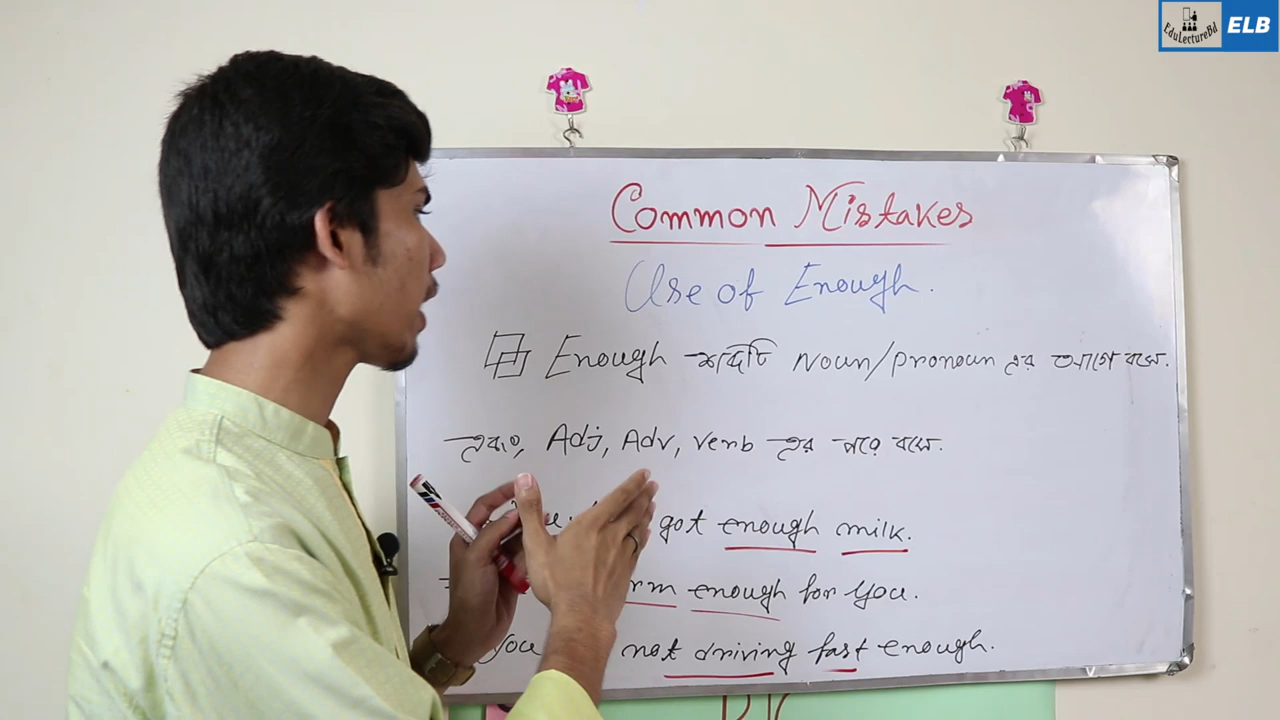 EduLectureBd ELB
Common Mistakes
Use of Enough.
Enough শব্দটি Noun/pronoun এর আগে বসে.
এবং, Adj, Adv, verb এর পরে বসে.
got enough milk.
enough for you.
you not driving fast enough.